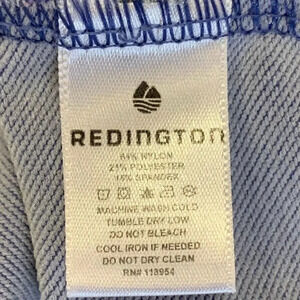 REDINGTON
64% NYLON
21% POLYESTER
15% SPANDEX
MACHINE WASH COLD
TUMBLE DRY LOW
DO NOT BLEACH
COOL IRON IF NEEDED
DO NOT DRY CLEAN
RN# 118954